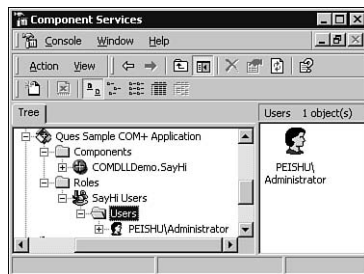 Component Services
Console Window Help
Action View
Tree
Users 1 object(s)
Ques Sample COM+ Application
Components
COMDLLDemo.SayHi
Roles
SayHi Users
Users
PEISHU\Administrator
PEISHU\
Administrator